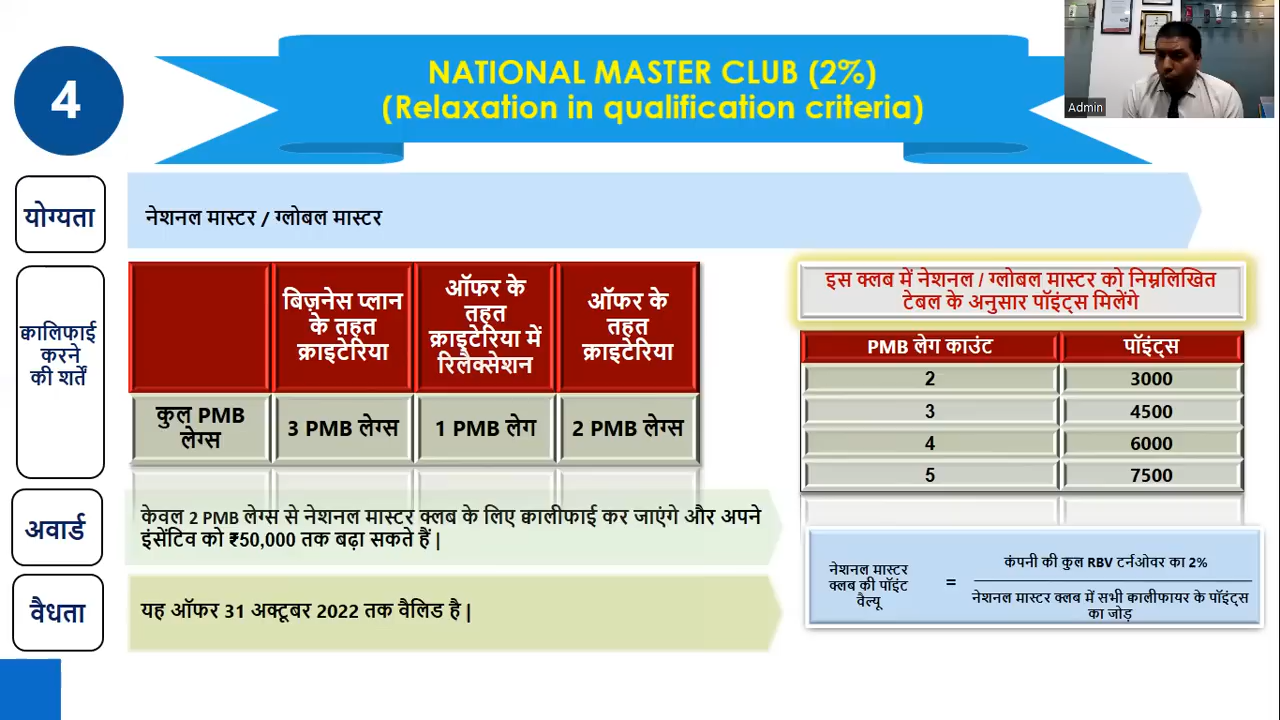 4
NATIONAL MASTER CLUB (2%)
(Relaxation in qualification criteria)
Admin
योग्यता
नेशनल मास्टर / ग्लोबल मास्टर
क्वालिफाई
करने
की शर्तें
बिज़नेस प्लान
के तहत
क्राइटेरिया
ऑफर के
तहत
क्राइटेरिया में
रिलैक्सेशन
ऑफर के
तहत
क्राइटेरिया
कुल PMB
लेग्स
3 PMB लेग्स
1 PMB लेग
2 PMB लेग्स
इस क्लब में नेशनल / ग्लोबल मास्टर को निम्नलिखित
टेबल के अनुसार पॉइंट्स मिलेंगे
PMB लेग काउंट पॉइंट्स
2 3000
3 4500
4 6000
5 7500
अवार्ड
केवल 2 PMB लेग्स से नेशनल मास्टर क्लब के लिए क्वालीफाई कर जाएंगे और अपने
इंसेंटिव को ₹50,000 तक बढ़ा सकते हैं |
वैधता
यह ऑफर 31 अक्टूबर 2022 तक वैलिड है |
नेशनल मास्टर
क्लब की पॉइंट
वैल्यू
=
कंपनी की कुल RBV टर्नओवर का 2%
नेशनल मास्टर क्लब में सभी क्वालीफायर के पॉइंट्स
का जोड़